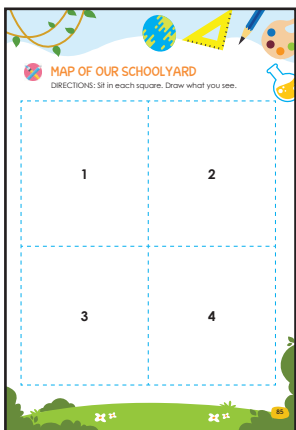 MAP OF OUR SCHOOLYARD
DIRECTIONS: Sit in each square. Draw what you see.
1
2
3
4
85